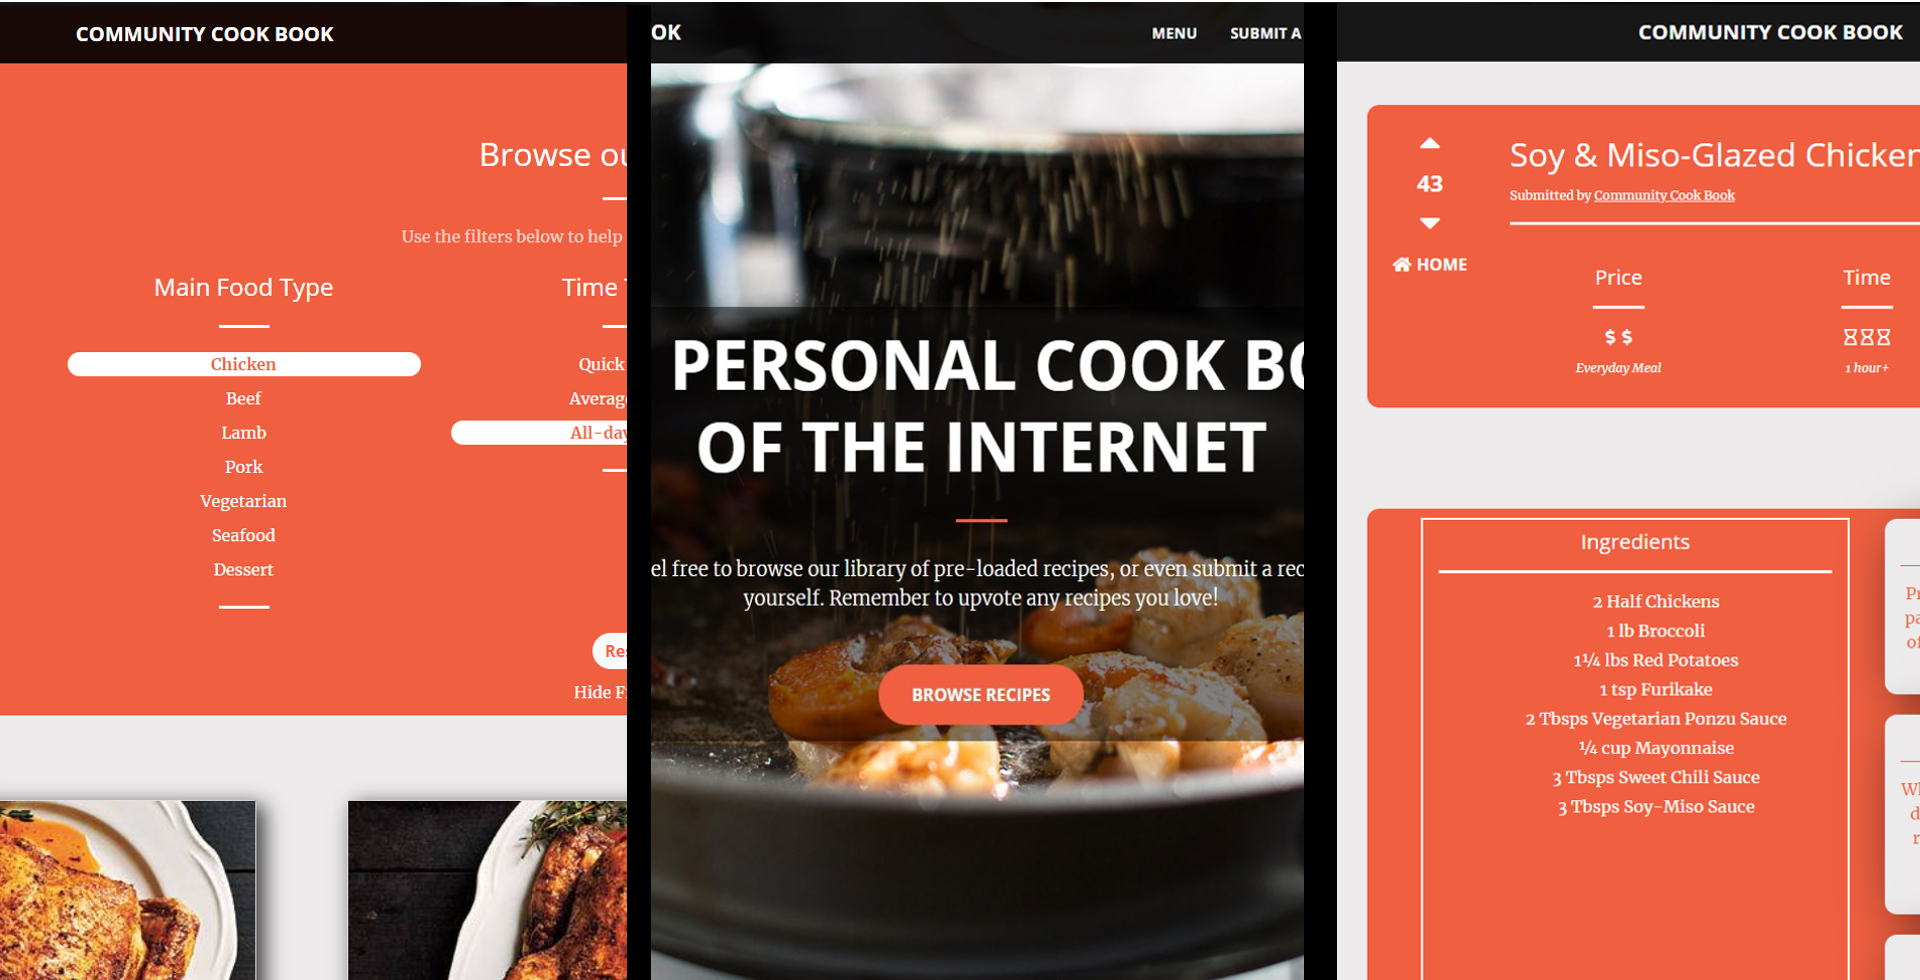 COMMUNITY COOK BOOK
Browse ou
Use the filters below to help
Main Food Type
Chicken
Beef
Lamb
Pork
Vegetarian
Seafood
Dessert
Time
Quick
Averag
All-day
Res
Hide F
OK
MENU
SUBMIT A
PERSONAL COOK BO
OF THE INTERNET
el free to browse our library of pre-loaded recipes, or even submit a rec
yourself. Remember to upvote any recipes you love!
BROWSE RECIPES
COMMUNITY COOK BOOK
43
HOME
Soy & Miso-Glazed Chicken
Submitted by Community Cook Book
Price
$ $
Everyday Meal
Time
1 hour+
Ingredients
2 Half Chickens
1 lb Broccoli
1¼ lbs Red Potatoes
1 tsp Furikake
2 Tbsps Vegetarian Ponzu Sauce
¼ cup Mayonnaise
3 Tbsps Sweet Chili Sauce
3 Tbsps Soy-Miso Sauce